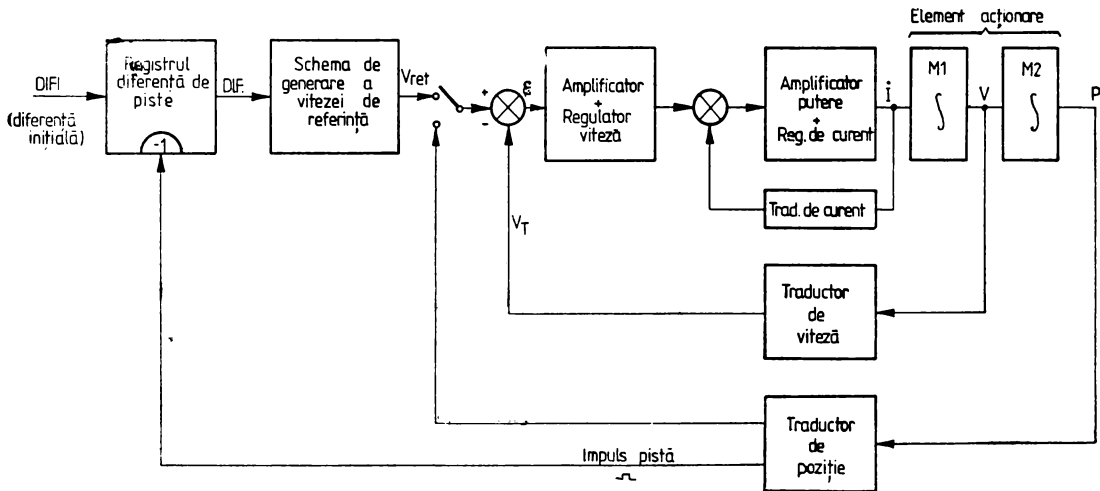 Element acționare
DIFI
(diferentă
inițială)
Registrul
diferență de
piste
-1
DIF.
Schema de
generare a
vitezei de
referință
Vret
+
-
ε
Amplificator
+
Regulator
viteză
Amplificator
putere
+
Reg. de curent
i
M1
∫
V
M2
∫
P
Trad. de curent
VT
Traductor
de
viteză
Traductor
de
poziție
Impuls pistă